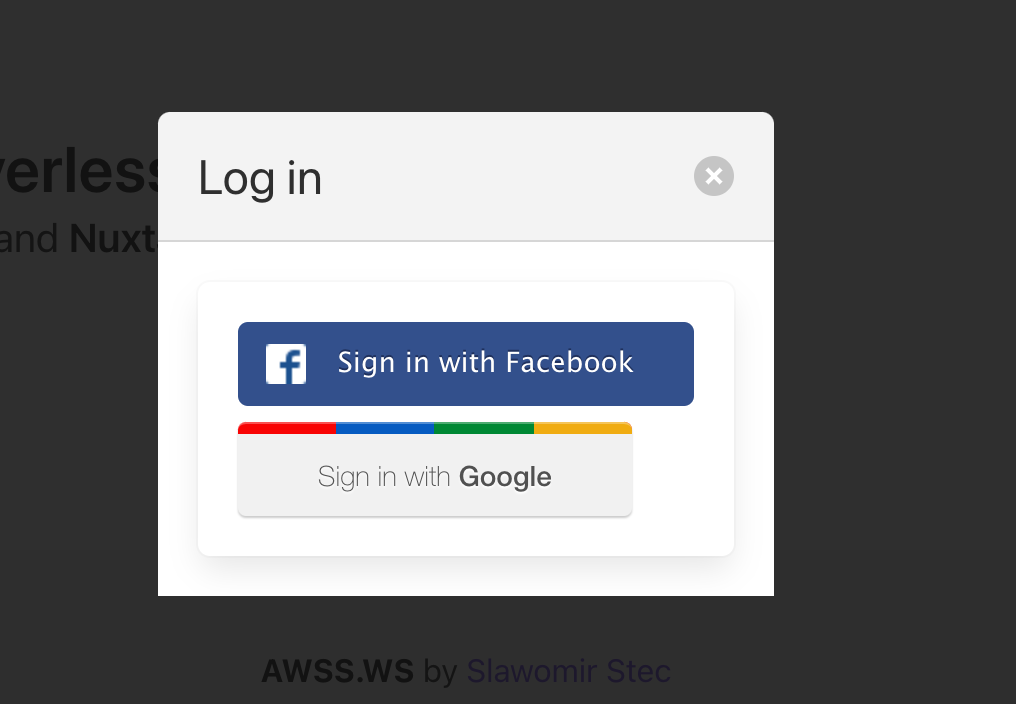 Log in
verless
and Nuxt
Sign in with Facebook
Sign in with Google
AWSS.WS by Slawomir Stec